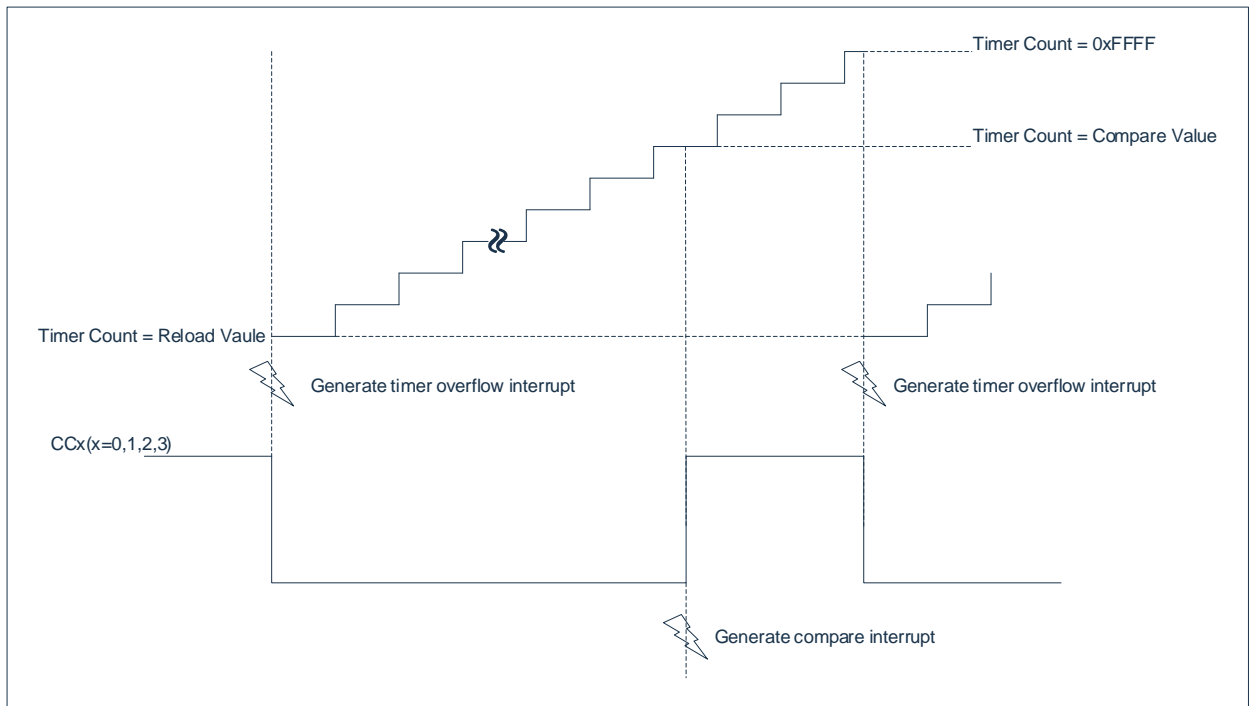 Timer Count = 0xFFFF
Timer Count = Compare Value
Timer Count = Reload Vaule
Generate timer overflow interrupt
Generate timer overflow interrupt
CCx(x=0,1,2,3)
Generate compare interrupt